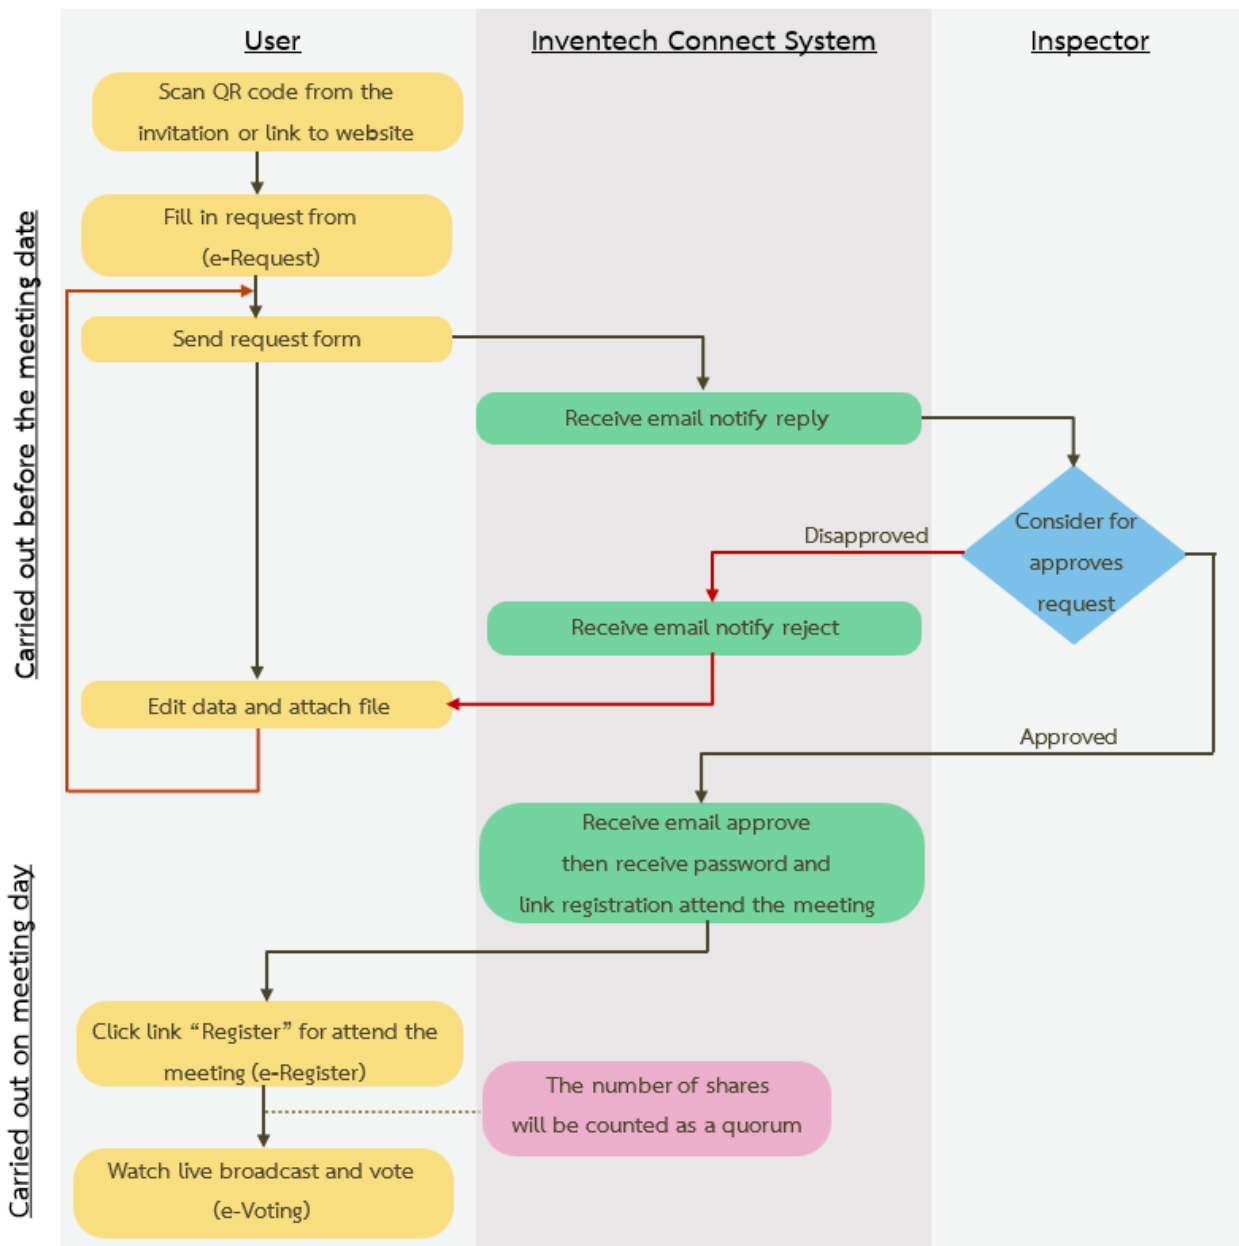 User
Inventech Connect System
Inspector
Carried out before the meeting date
Scan QR code from the
invitation or link to website
Fill in request from
(e-Request)
Send request form
Receive email notify reply
Consider for
approves
request
Disapproved
Receive email notify reject
Edit data and attach file
Approved
Carried out on meeting day
Receive email approve
then receive password and
link registration attend the meeting
Click link “Register” for attend the
meeting (e-Register)
The number of shares
will be counted as a quorum
Watch live broadcast and vote
(e-Voting)